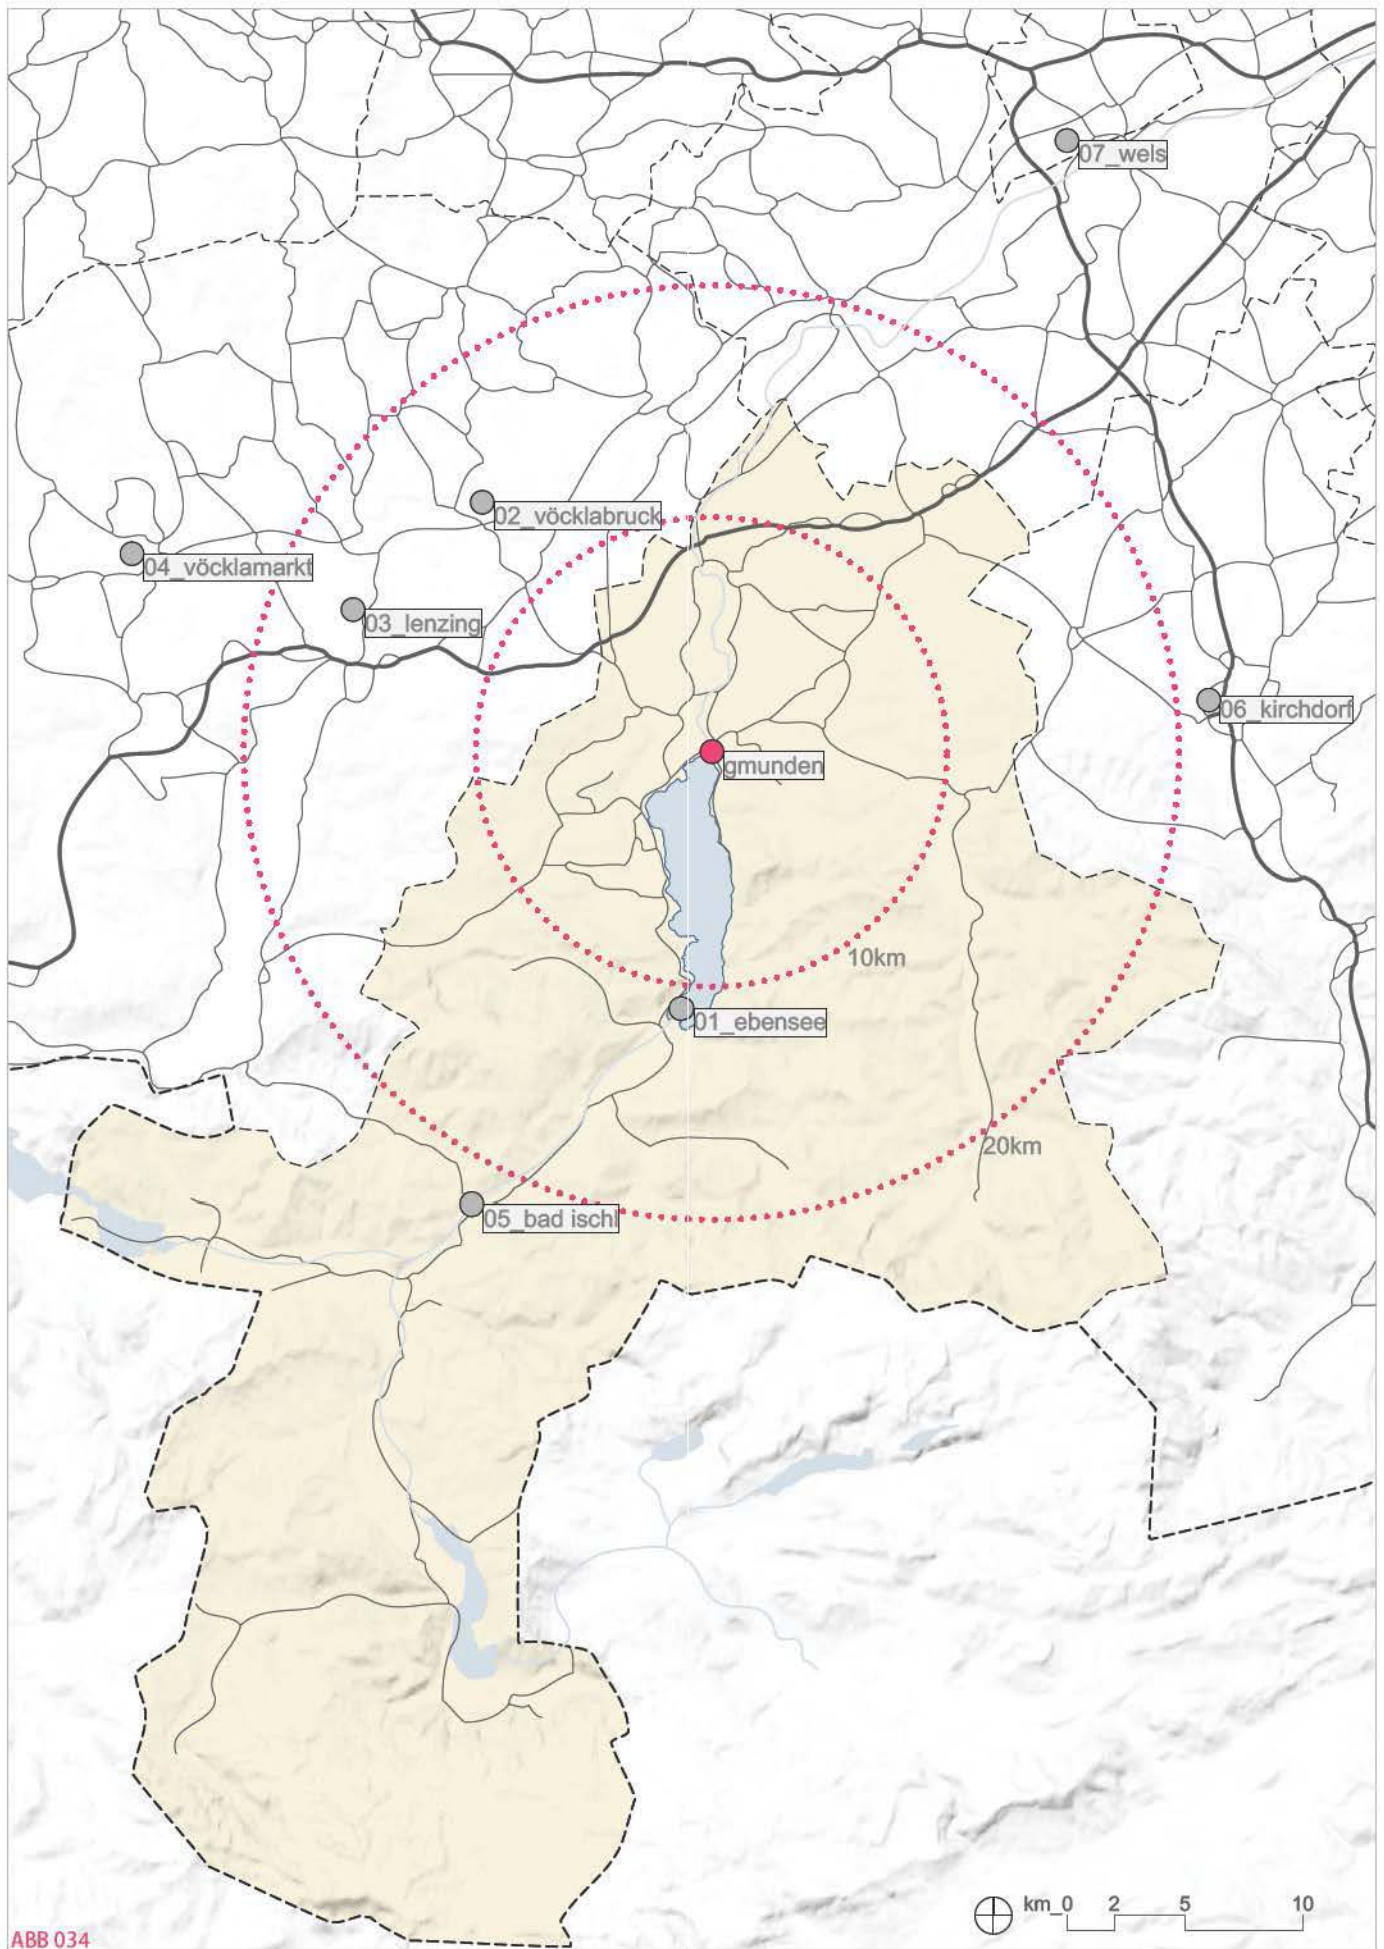 07_wels
02_vöcklabruck
04_vöcklamarkt
03_lenzing
06_kirchdorf
gmunden
10km
01_ebensee
20km
05_bad ischl
km_0 2 5 10
ABB 034